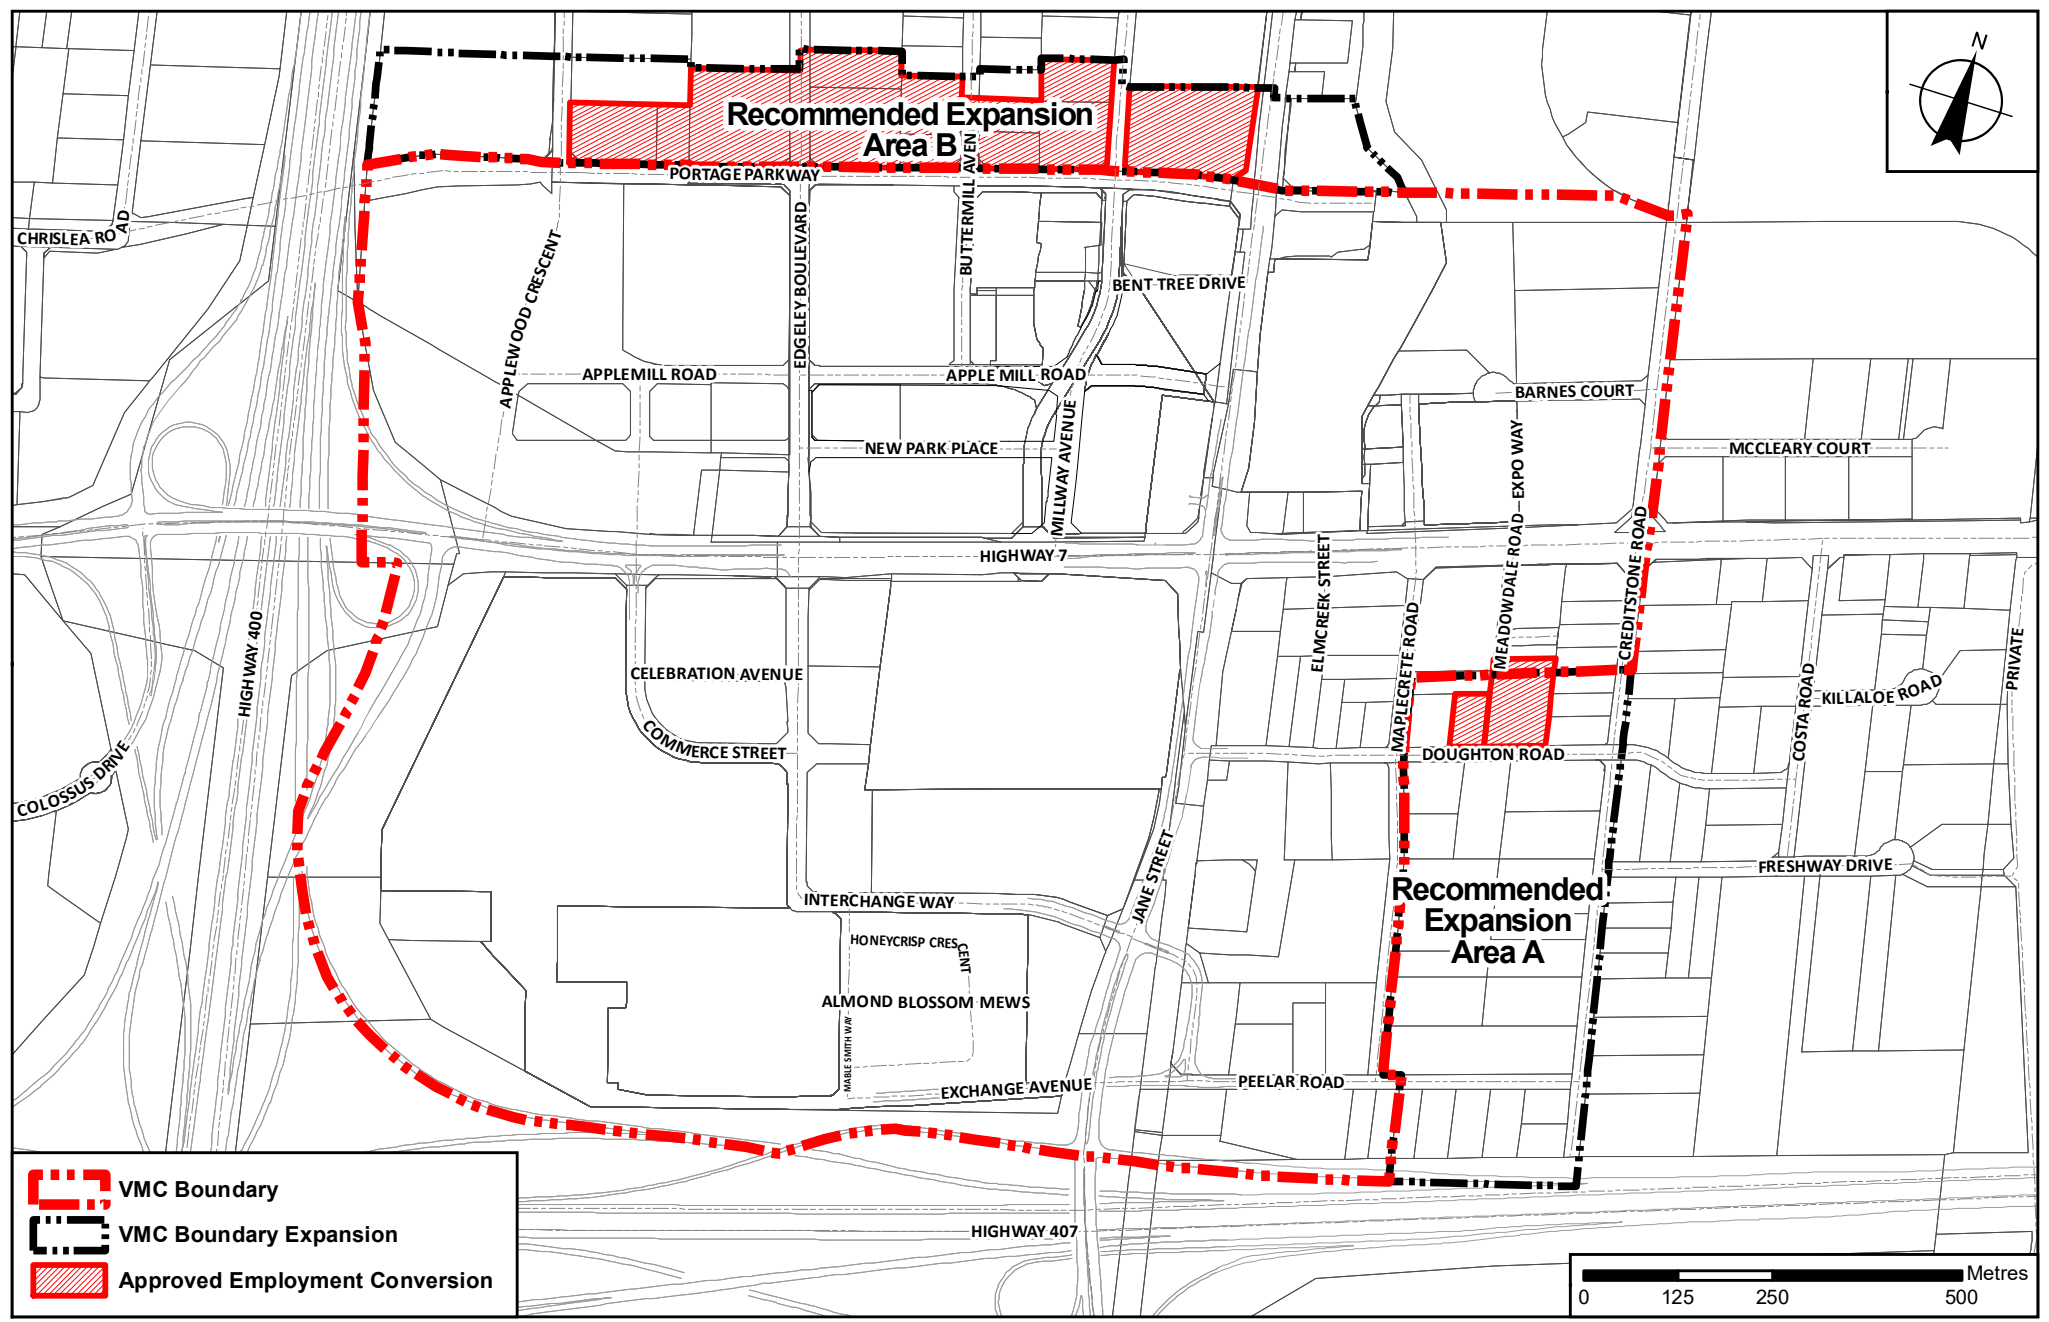 N
Recommended Expansion
Area B
PORTAGE PARKWAY
CHRISLEA ROAD
AD
BUTTERMILL AVEN
EDGELEY BOULEVARD
APPLEWOOD CRESCENT
BENT TREE DRIVE
APPLEMILL ROAD
APPLE MILL ROAD
BARNES COURT
NEW PARK PLACE
MILLWAY AVENUE
MCCLEARY COURT
MEADOWDALE ROAD
EXPO WAY
HIGHWAY 7
ELMCREEK STREET
CREDITSTONE ROAD
HIGHWAY 400
MAPLECRETE ROAD
PRIVATE
CELEBRATION AVENUE
COSTA ROAD
KILLALOE ROAD
COMMERCE STREET
DOUGHTON ROAD
COLOSSUS DRIVE
JANE STREET
FRESHWAY DRIVE
Recommended
Expansion
Area A
INTERCHANGE WAY
HONEYCRISP CRESCENT
ALMOND BLOSSOM MEWS
MABLE SMITH WAY
EXCHANGE AVENUE
PEELAR ROAD
HIGHWAY 407
VMC Boundary
VMC Boundary Expansion
Approved Employment Conversion
Metres
0 125 250 500